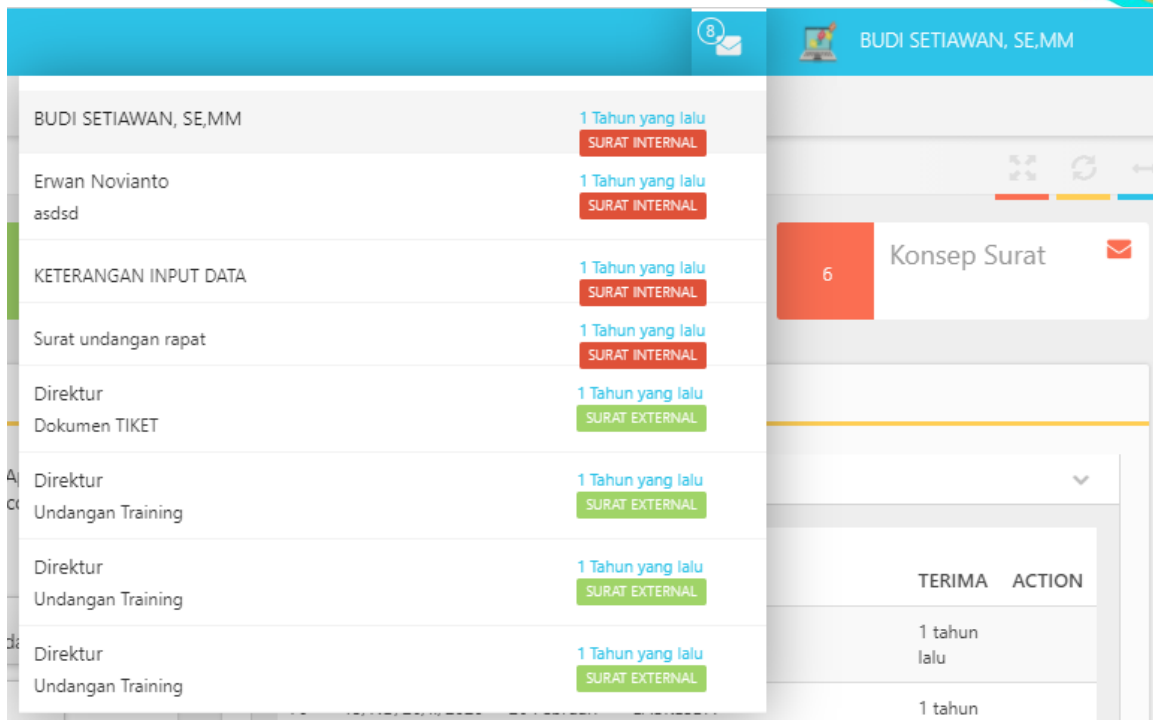 8
BUDI SETIAWAN, SE,MM
BUDI SETIAWAN, SE,MM
1 Tahun yang lalu
SURAT INTERNAL
Erwan Novianto
1 Tahun yang lalu
asdsd
SURAT INTERNAL
KETERANGAN INPUT DATA
1 Tahun yang lalu
SURAT INTERNAL
Surat undangan rapat
1 Tahun yang lalu
SURAT INTERNAL
Direktur
1 Tahun yang lalu
Dokumen TIKET
SURAT EXTERNAL
Direktur
1 Tahun yang lalu
Undangan Training
SURAT EXTERNAL
Direktur
1 Tahun yang lalu
Undangan Training
SURAT EXTERNAL
Direktur
1 Tahun yang lalu
Undangan Training
SURAT EXTERNAL
6
Konsep Surat
TERIMA ACTION
1 tahun
lalu
1 tahun